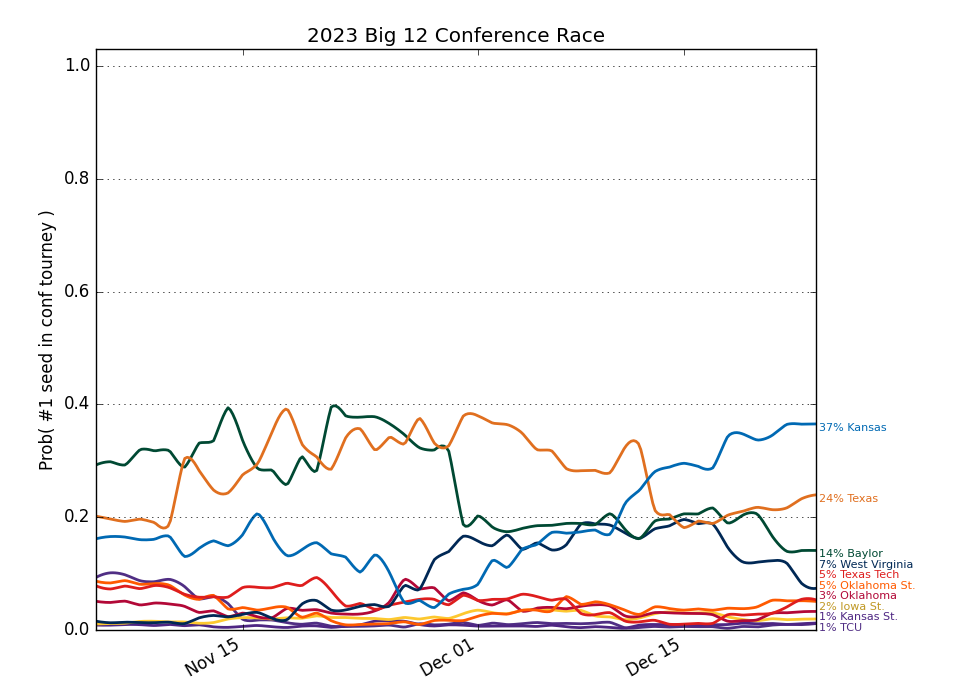 2023 Big 12 Conference Race
Prob( #1 seed in conf tourney )
1.0
0.8
0.6
0.4
0.2
0.0
Nov 15
Dec 01
Dec 15
37% Kansas
24% Texas
14% Baylor
7% West Virginia
5% Texas Tech
5% Oklahoma St.
3% Oklahoma
2% Iowa St.
1% Kansas St.
1% TCU